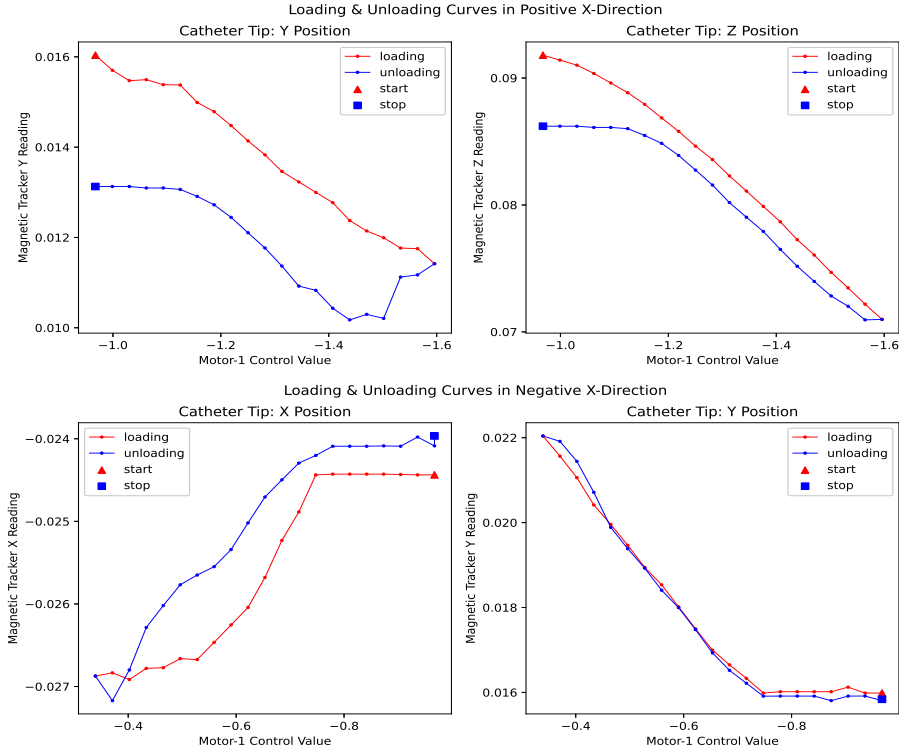 Loading & Unloading Curves in Positive X-Direction
Catheter Tip: Y Position
0.016
0.014
0.012
0.010
Magnetic Tracker Y Reading
loading
unloading
start
stop
−1.0 −1.2 −1.4 −1.6
Motor-1 Control Value
Catheter Tip: Z Position
0.09
0.08
0.07
Magnetic Tracker Z Reading
loading
unloading
start
stop
−1.0 −1.2 −1.4 −1.6
Motor-1 Control Value
Loading & Unloading Curves in Negative X-Direction
Catheter Tip: X Position
−0.024
−0.025
−0.026
−0.027
Magnetic Tracker X Reading
loading
unloading
start
stop
−0.4 −0.6 −0.8
Motor-1 Control Value
Catheter Tip: Y Position
0.022
0.020
0.018
0.016
Magnetic Tracker Y Reading
loading
unloading
start
stop
−0.4 −0.6 −0.8
Motor-1 Control Value